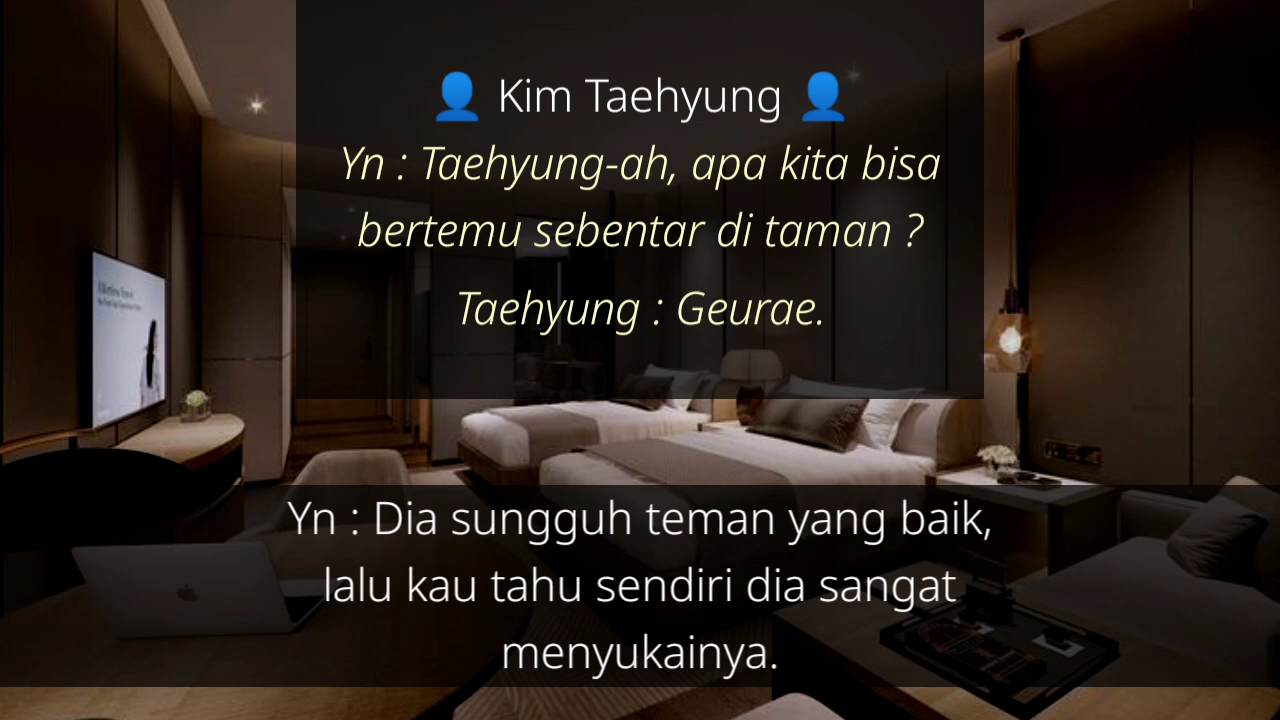 👤 Kim Taehyung 👤
Yn : Taehyung-ah, apa kita bisa
bertemu sebentar di taman ?
Taehyung : Geurae.
Yn : Dia sungguh teman yang baik,
lalu kau tahu sendiri dia sangat
menyukainya.